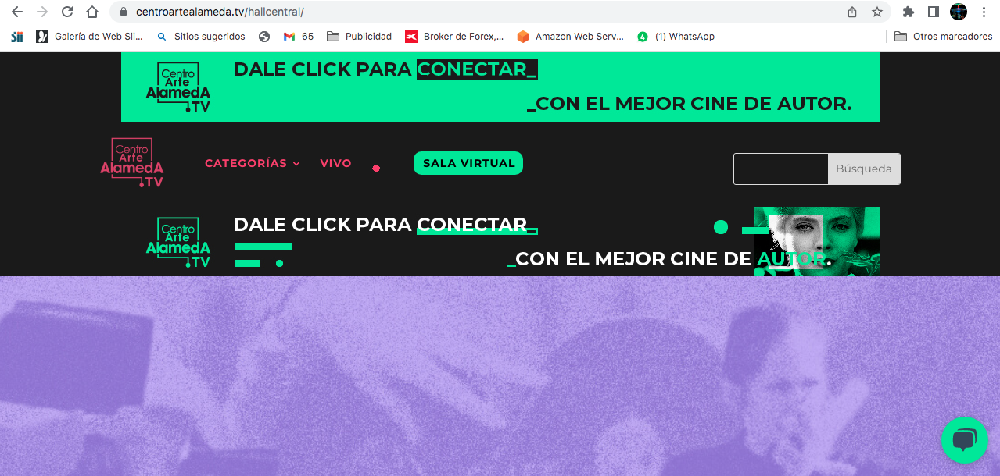 centroartealameda.tv/hallcentral/
Sii Galería de Web Sli... Sitios sugeridos 65 Publicidad Broker de Forex,... Amazon Web Serv... 4 (1) WhatsApp Otros marcadores
Centro
Arte
AlamedA
.TV
DALE CLICK PARA CONECTAR_
_CON EL MEJOR CINE DE AUTOR.
Centro
Arte
AlamedA
TV
CATEGORÍAS VIVO SALA VIRTUAL
Búsqueda
Centro
Arte
AlamedA
.TV
DALE CLICK PARA CONECTAR_
_CON EL MEJOR CINE DE AUTOR.